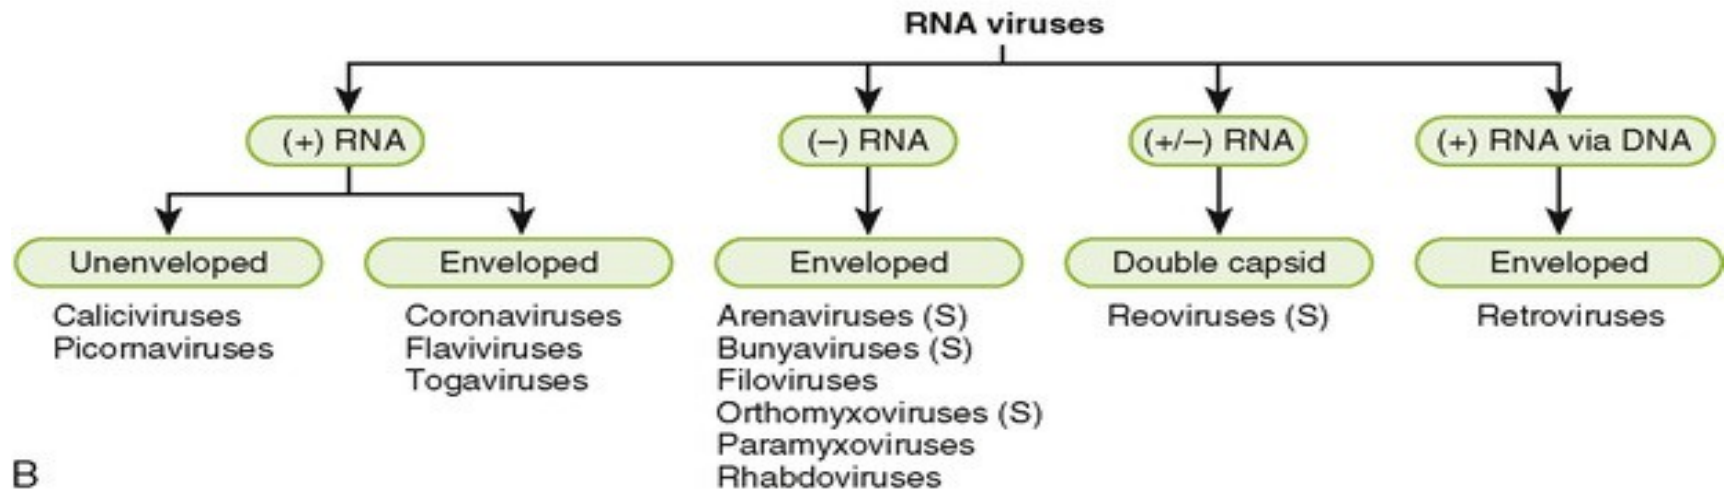 RNA viruses
(+) RNA
(–) RNA
(+/–) RNA
(+) RNA via DNA
Unenveloped
Enveloped
Enveloped
Double capsid
Enveloped
Caliciviruses
Picornaviruses
Coronaviruses
Flaviviruses
Togaviruses
Arenaviruses (S)
Bunyaviruses (S)
Filoviruses
Orthomyxoviruses (S)
Paramyxoviruses
Rhabdoviruses
Reoviruses (S)
Retroviruses
B